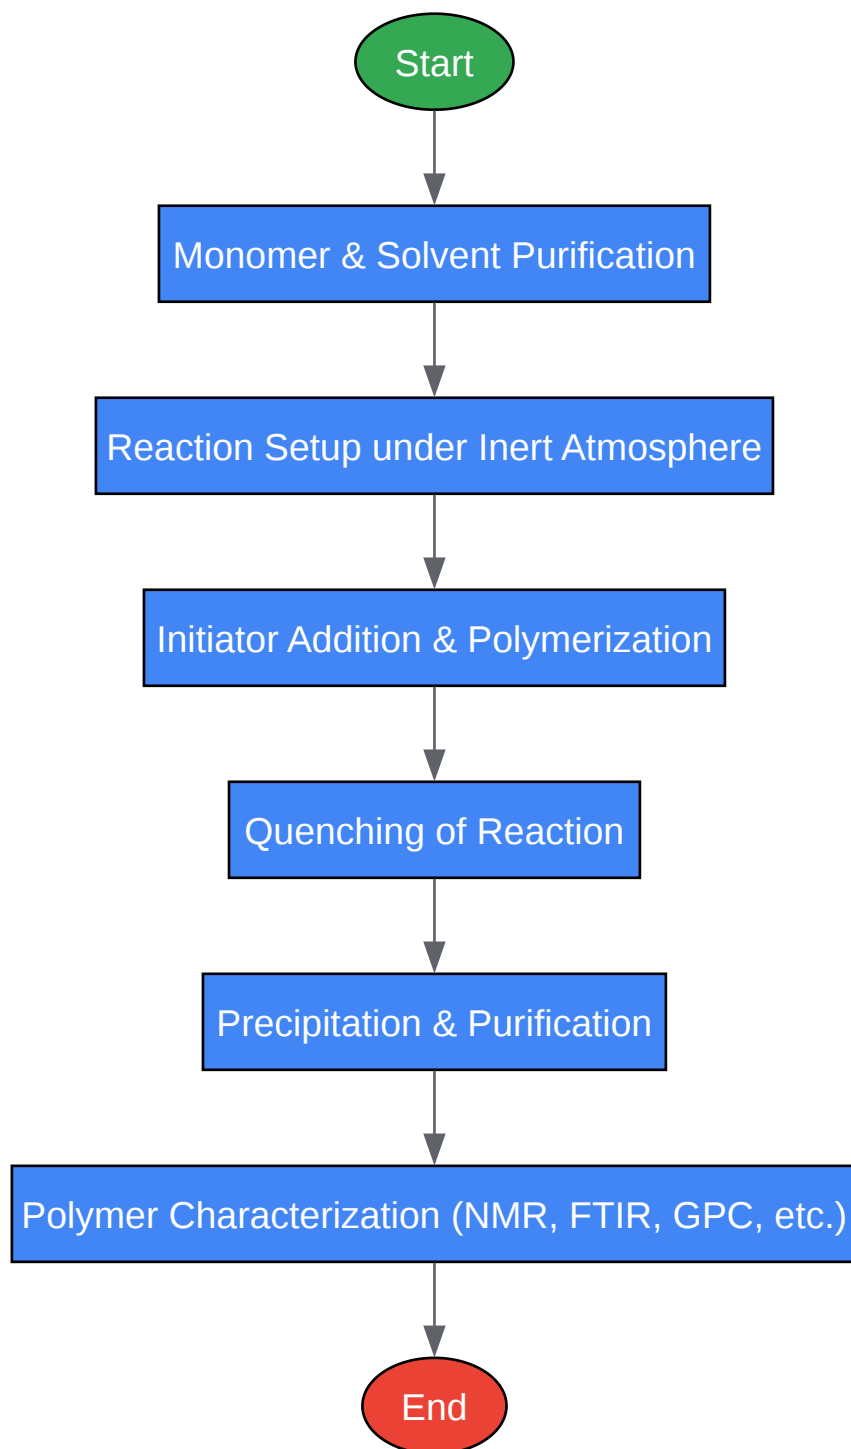 Start
Monomer & Solvent Purification
Reaction Setup under Inert Atmosphere
Initiator Addition & Polymerization
Quenching of Reaction
Precipitation & Purification
Polymer Characterization (NMR, FTIR, GPC, etc.)
End